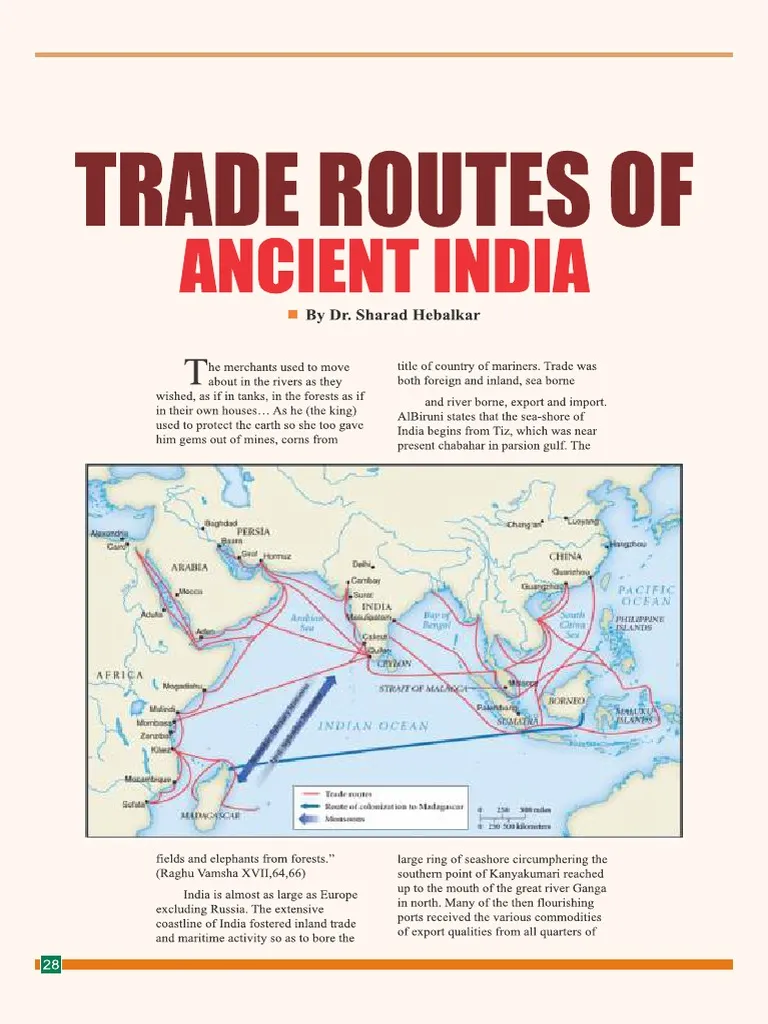 TRADE ROUTES OF
ANCIENT INDIA
By Dr. Sharad Hebalkar
The merchants used to move
about in the rivers as they
wished, as if in tanks, in the forests as if
in their own houses… As he (the king)
used to protect the earth so she too gave
him gems out of mines, corns from
title of country of mariners. Trade was
both foreign and inland, sea borne
and river borne, export and import.
AlBiruni states that the sea-shore of
India begins from Tiz, which was near
present chabahar in parsion gulf. The
Alexandria
Cairo
Baghdad
PERSIA
Basra
Siraf
Hormuz
ARABIA
Mecca
Adulis
Aden
AFRICA
Mogadishu
Malindi
Mombasa
Zanzibar
Kilwa
Mozambique
Sofala
MADAGASCAR
Arabian
Sea
Delhi
Cambay
Surat
INDIA
Masulipatam
Calicut
Quilon
CEYLON
Bay of
Bengal
INDIAN OCEAN
STRAIT OF MALACCA
Chang'an
Luoyang
Hangzhou
CHINA
Quanzhou
Guangzhou
PACIFIC
OCEAN
South
China
Sea
PHILIPPINE
ISLANDS
Palembang
SUMATRA
BORNEO
MALUKU
ISLANDS
Trade routes
Route of colonization to Madagascar
Monsoons
0 250 500 miles
0 250 500 kilometers
fields and elephants from forests.”
(Raghu Vamsha XVII,64,66)
India is almost as large as Europe
excluding Russia. The extensive
coastline of India fostered inland trade
and maritime activity so as to bore the
large ring of seashore circumphering the
southern point of Kanyakumari reached
up to the mouth of the great river Ganga
in north. Many of the then flourishing
ports received the various commodities
of export qualities from all quarters of
28